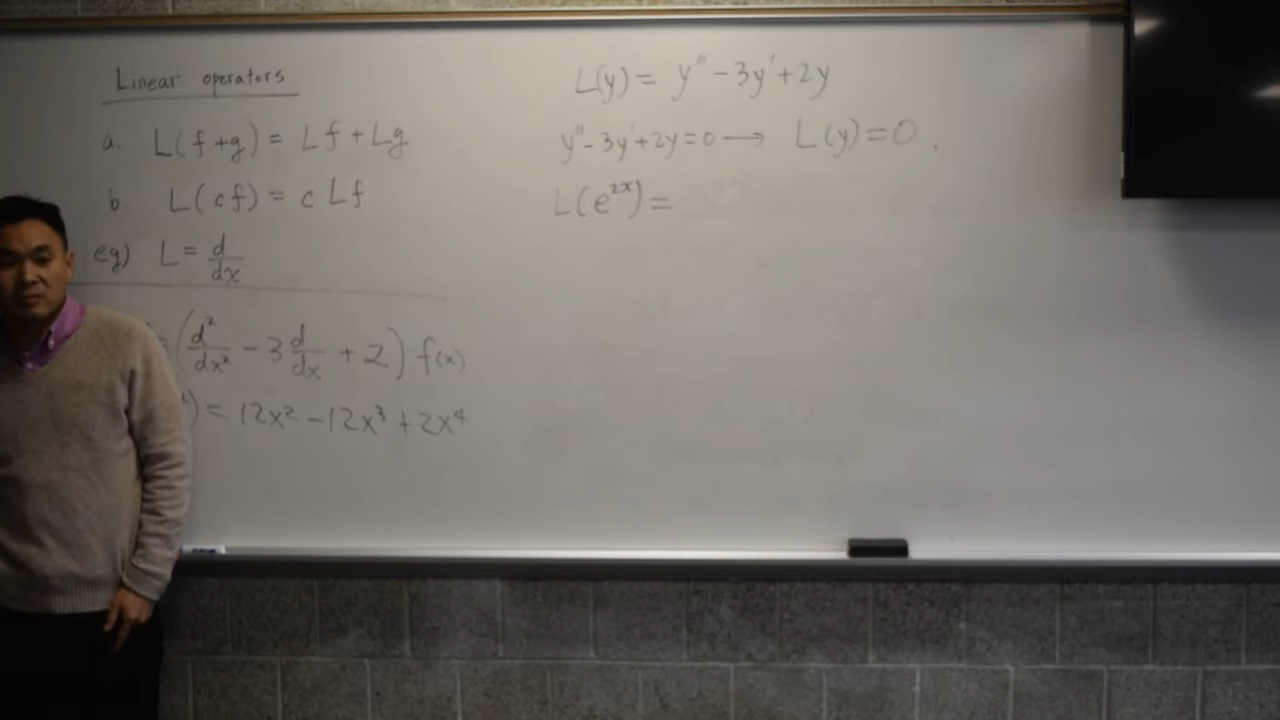 Linear operators
a. L(f+g) = Lf + Lg
b. L(cf) = c Lf
eg) L = d/dx
= (d²/dx² - 3 d/dx + 2) f(x)
) = 12x² - 12x³ + 2x⁴
L(y) = y'' - 3y' + 2y
y'' - 3y' + 2y = 0 → L(y) = 0.
L(e²ˣ) =